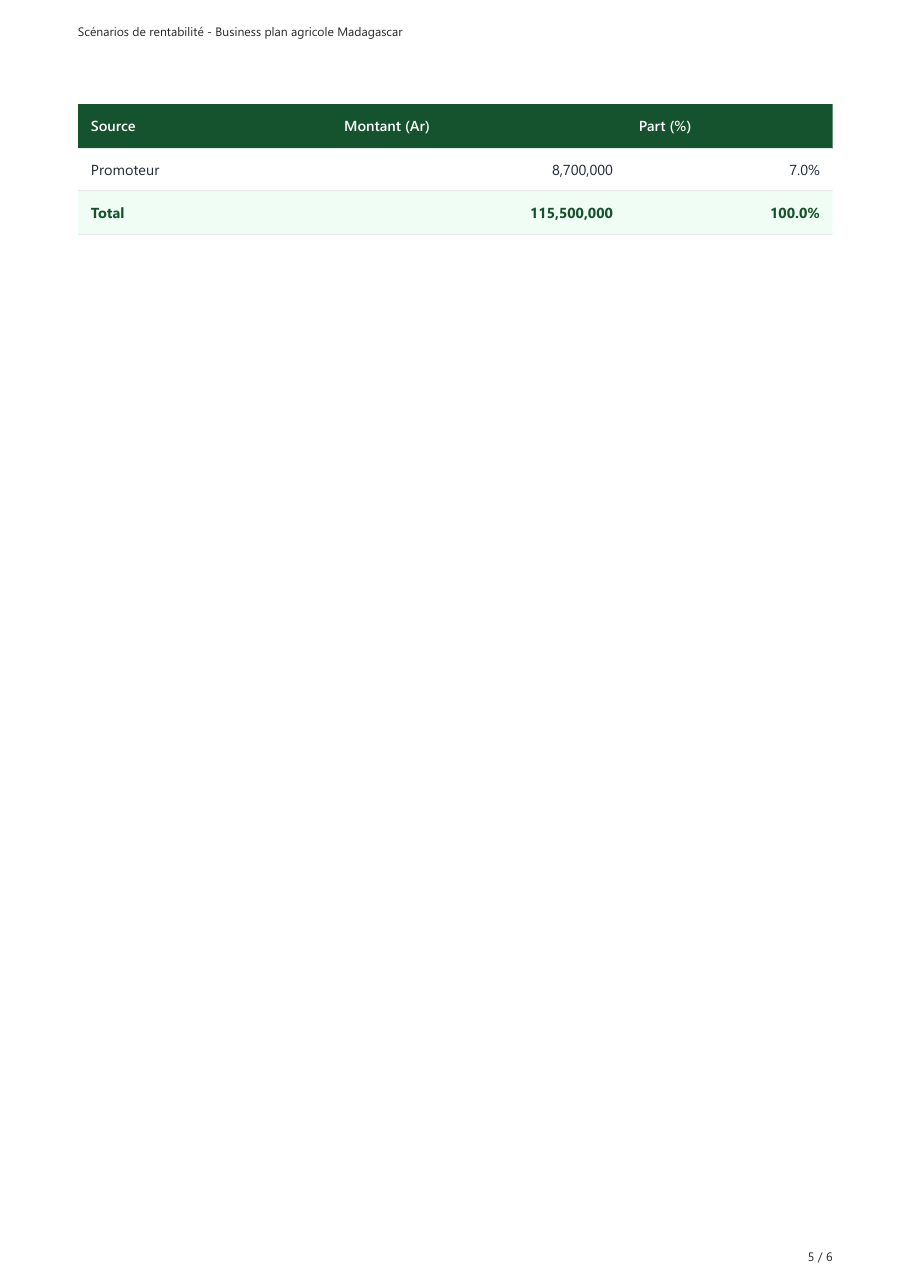 Scénarios de rentabilité - Business plan agricole Madagascar
Source Montant (Ar) Part (%)
Promoteur 8,700,000 7.0%
Total 115,500,000 100.0%
5 / 6